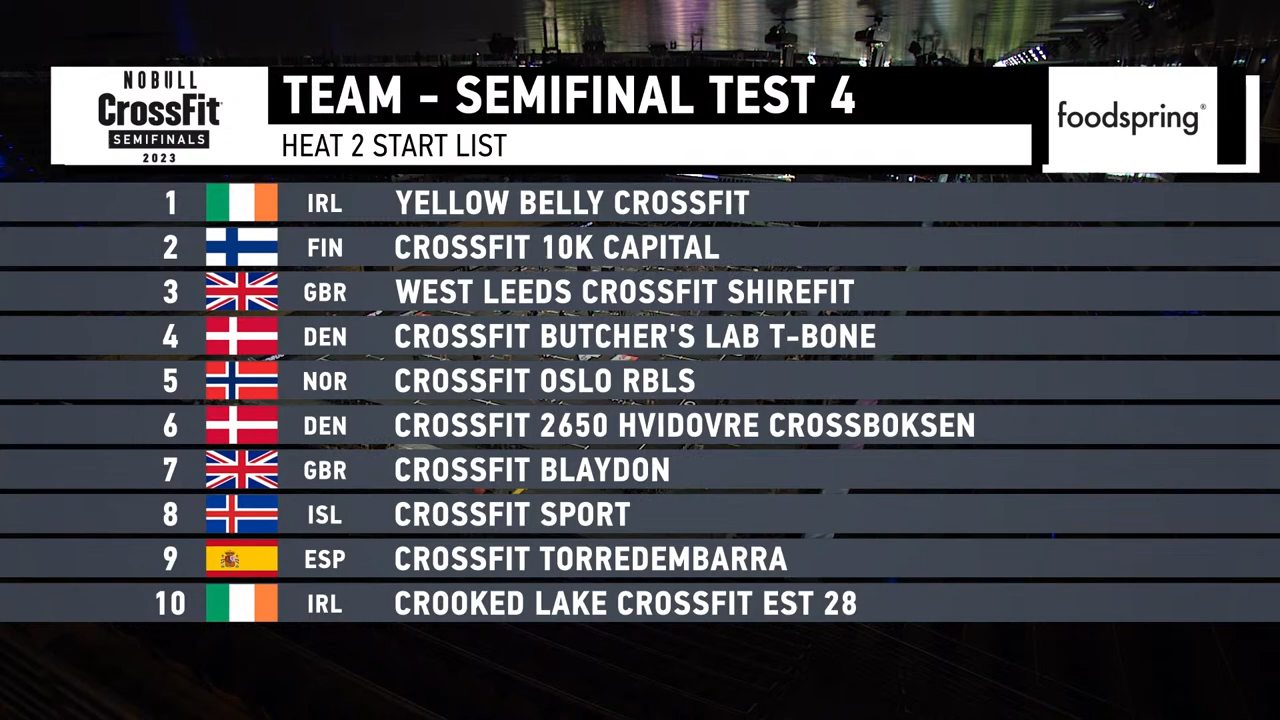 NOBULL
CrossFit
SEMIFINALS
2023
TEAM - SEMIFINAL TEST 4
HEAT 2 START LIST
foodspring®
1 IRL YELLOW BELLY CROSSFIT
2 FIN CROSSFIT 10K CAPITAL
3 GBR WEST LEEDS CROSSFIT SHIREFIT
4 DEN CROSSFIT BUTCHER'S LAB T-BONE
5 NOR CROSSFIT OSLO RBLS
6 DEN CROSSFIT 2650 HVIDOVRE CROSSBOKSEN
7 GBR CROSSFIT BLAYDON
8 ISL CROSSFIT SPORT
9 ESP CROSSFIT TORREDEMBARRA
10 IRL CROOKED LAKE CROSSFIT EST 28